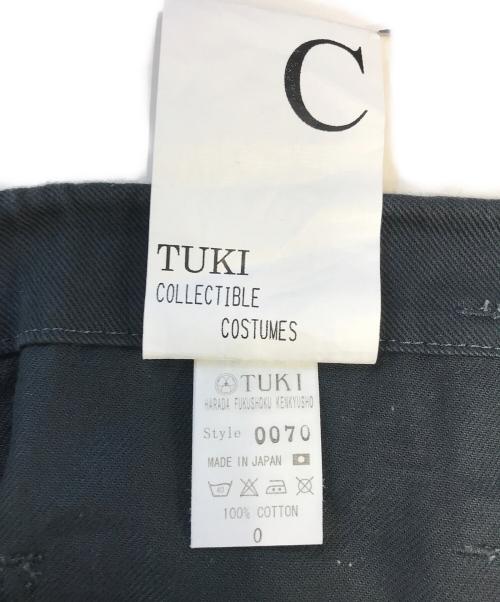 C
TUKI
COLLECTIBLE
COSTUMES
TUKI
HARADA FUKUSHOKU KENKYUSHO
Style 0070
MADE IN JAPAN
100% COTTON
0